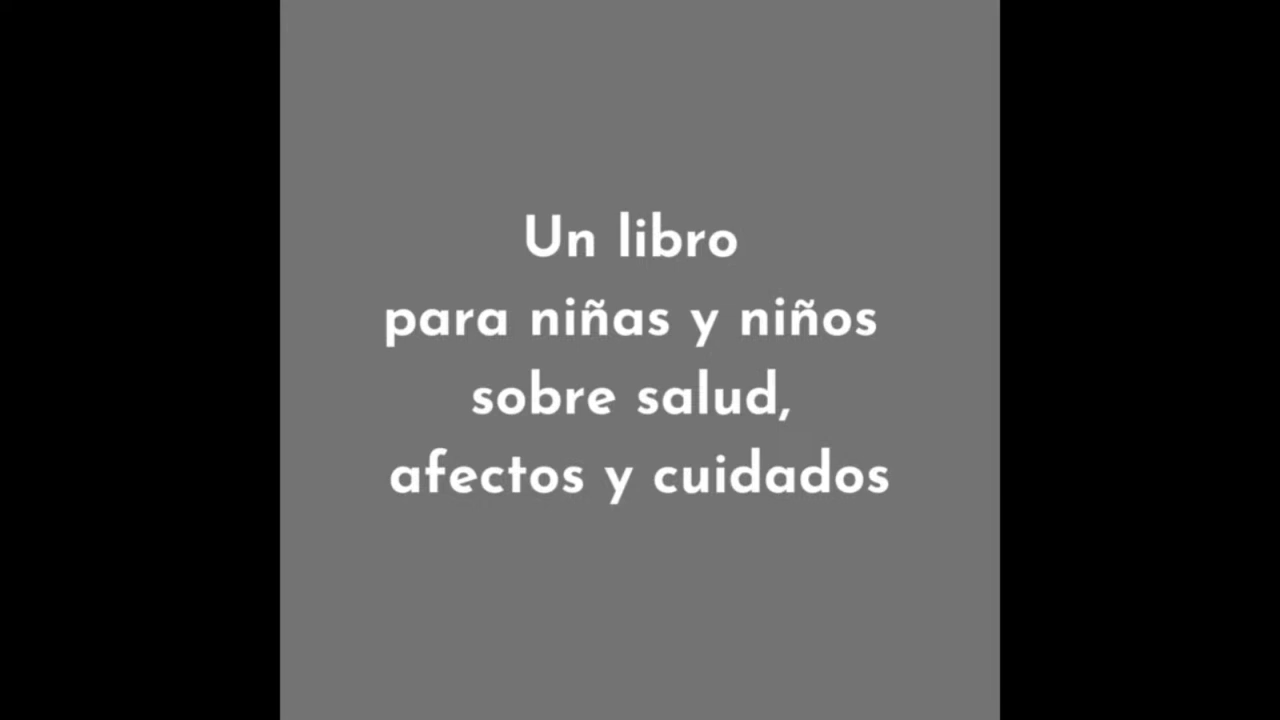 Un libro
para niñas y niños
sobre salud,
afectos y cuidados